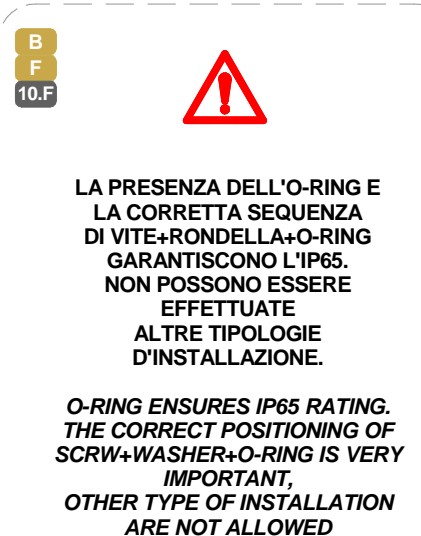 B
F
10.F
LA PRESENZA DELL'O-RING E
LA CORRETTA SEQUENZA
DI VITE+RONDELLA+O-RING
GARANTISCONO L'IP65.
NON POSSONO ESSERE
EFFETTUATE
ALTRE TIPOLOGIE
D'INSTALLAZIONE.
O-RING ENSURES IP65 RATING.
THE CORRECT POSITIONING OF
SCRW+WASHER+O-RING IS VERY
IMPORTANT,
OTHER TYPE OF INSTALLATION
ARE NOT ALLOWED